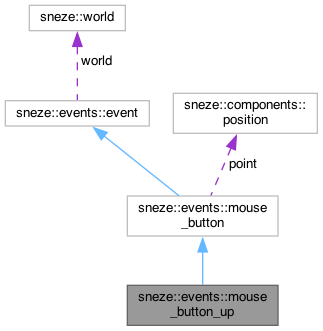 sneze::world
world
sneze::events::event
sneze::components::
position
point
sneze::events::mouse
_button
sneze::events::mouse
_button_up